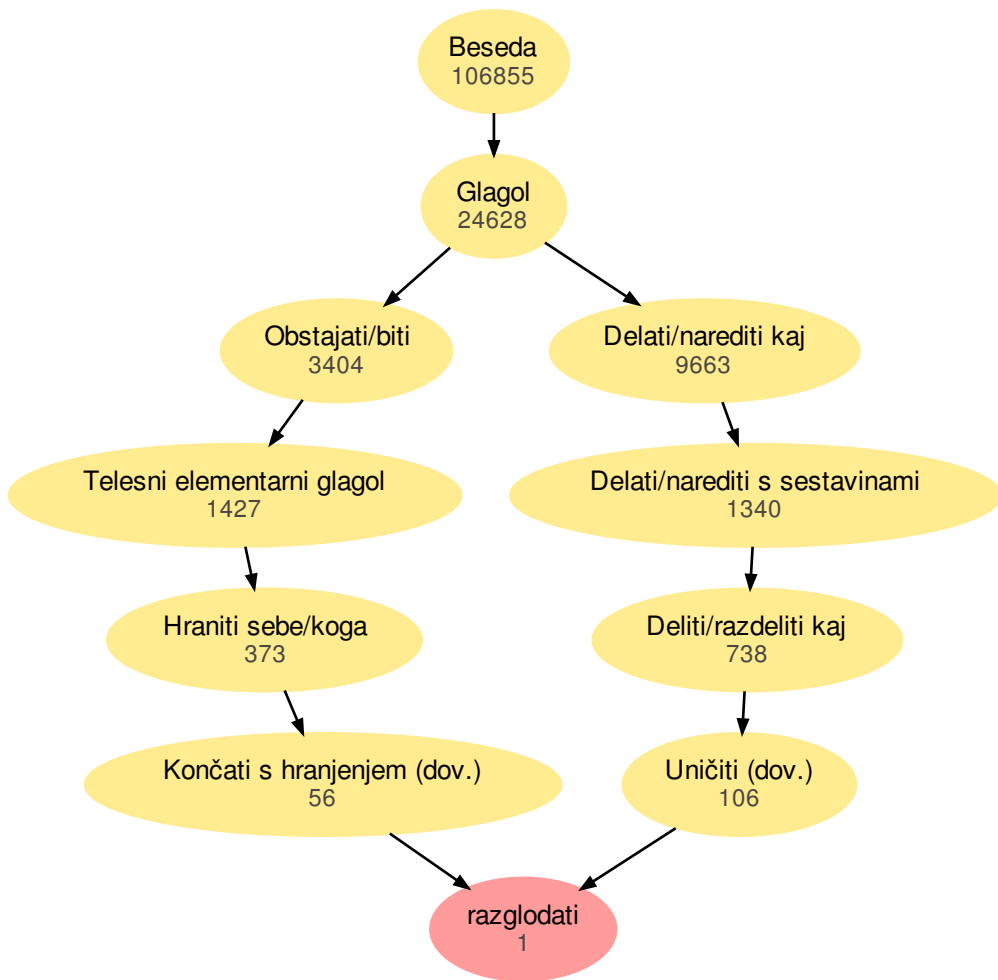 Beseda
106855
Glagol
24628
Obstajati/biti
3404
Delati/narediti kaj
9663
Telesni elementarni glagol
1427
Delati/narediti s sestavinami
1340
Hraniti sebe/koga
373
Deliti/razdeliti kaj
738
Končati s hranjenjem (dov.)
56
Uničiti (dov.)
106
razglodati
1